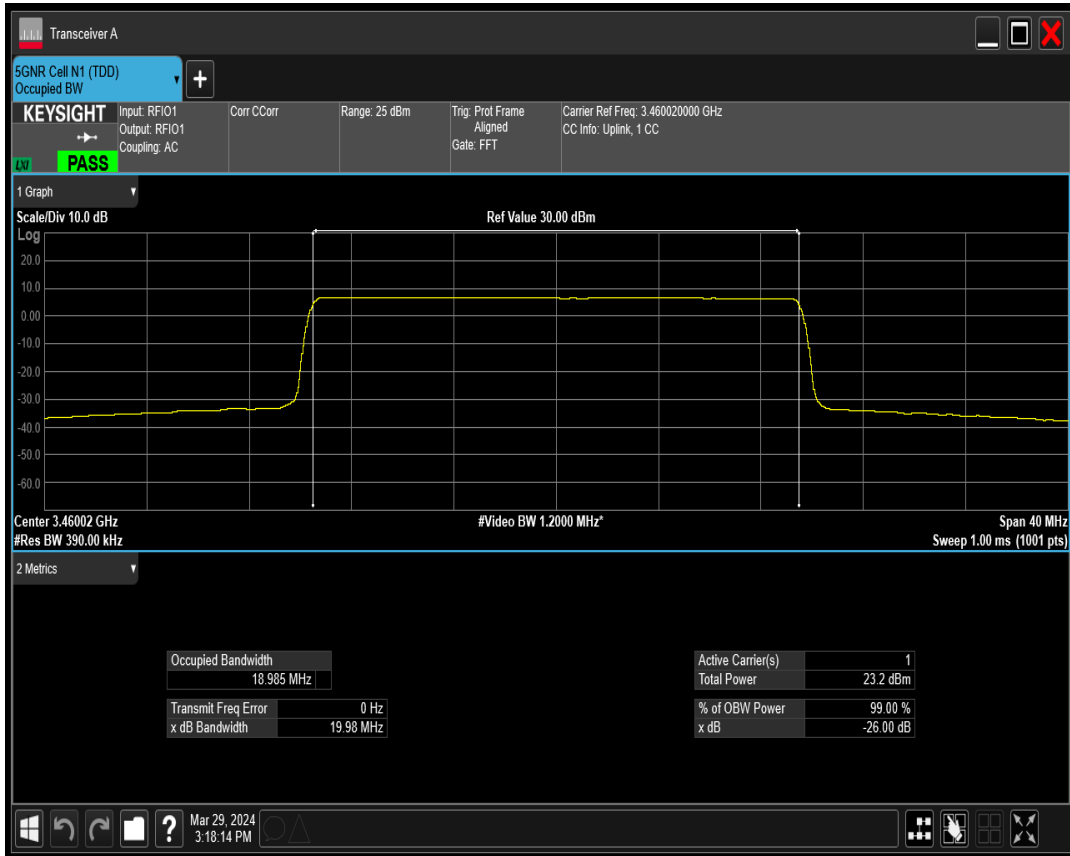 Transceiver A
5GNR Cell N1 (TDD)
Occupied BW
+
KEYSIGHT
LXI
PASS
Input: RFIO1
Output: RFIO1
Coupling: AC
Corr CCorr
Range: 25 dBm
Trig: Prot Frame
Aligned
Gate: FFT
Carrier Ref Freq: 3.460020000 GHz
CC Info: Uplink, 1 CC
1 Graph
Scale/Div 10.0 dB
Ref Value 30.00 dBm
Log
20.0
10.0
0.00
-10.0
-20.0
-30.0
-40.0
-50.0
-60.0
Center 3.46002 GHz
#Video BW 1.2000 MHz*
Span 40 MHz
#Res BW 390.00 kHz
Sweep 1.00 ms (1001 pts)
2 Metrics
Occupied Bandwidth
18.985 MHz
Transmit Freq Error 0 Hz
x dB Bandwidth 19.98 MHz
Active Carrier(s) 1
Total Power 23.2 dBm
% of OBW Power 99.00 %
x dB -26.00 dB
?
Mar 29, 2024
3:18:14 PM